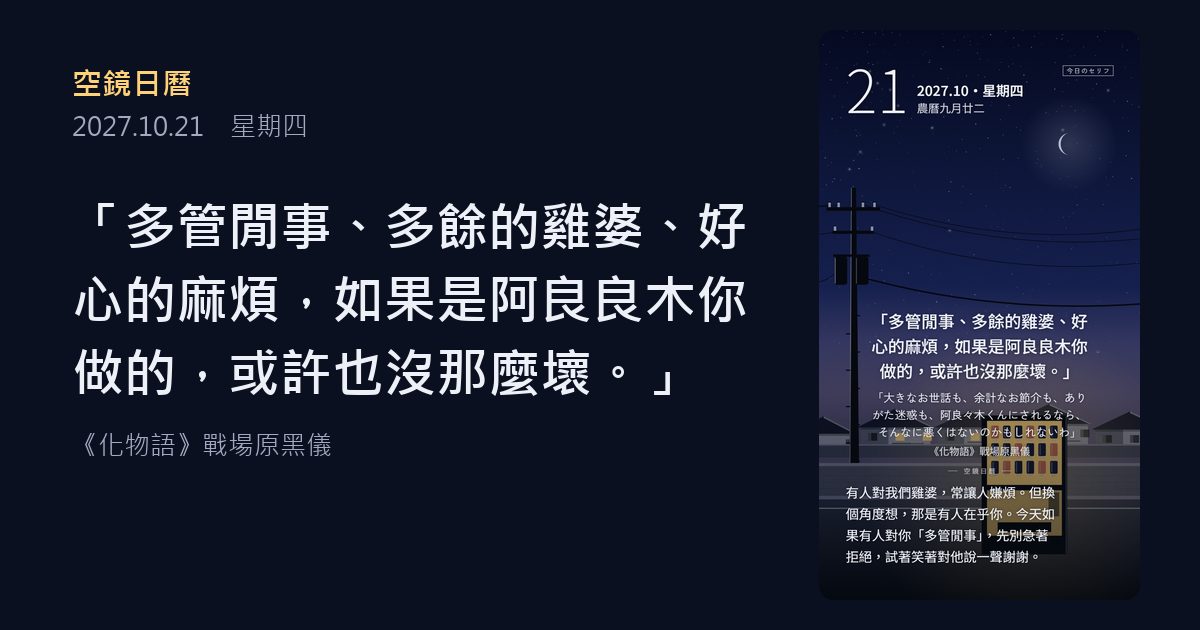 空鏡日曆
2027.10.21 星期四
「多管閒事、多餘的雞婆、好
心的麻煩，如果是阿良良木你
做的，或許也沒那麼壞。」
《化物語》戰場原黑儀
21
2027.10・星期四
農曆九月廿二
今日のセリフ
「多管閒事、多餘的雞婆、好
心的麻煩，如果是阿良良木你
做的，或許也沒那麼壞。」
「大きなお世話も、余計なお節介も、あり
がた迷惑も、阿良々木くんにされるなら、
そんなに悪くはないのかもしれないわ」
《化物語》戰場原黑儀
— 空鏡日曆 —
有人對我們雞婆，常讓人嫌煩。但換
個角度想，那是有人在乎你。今天如
果有人對你「多管閒事」，先別急著
拒絕，試著笑著對他說一聲謝謝。